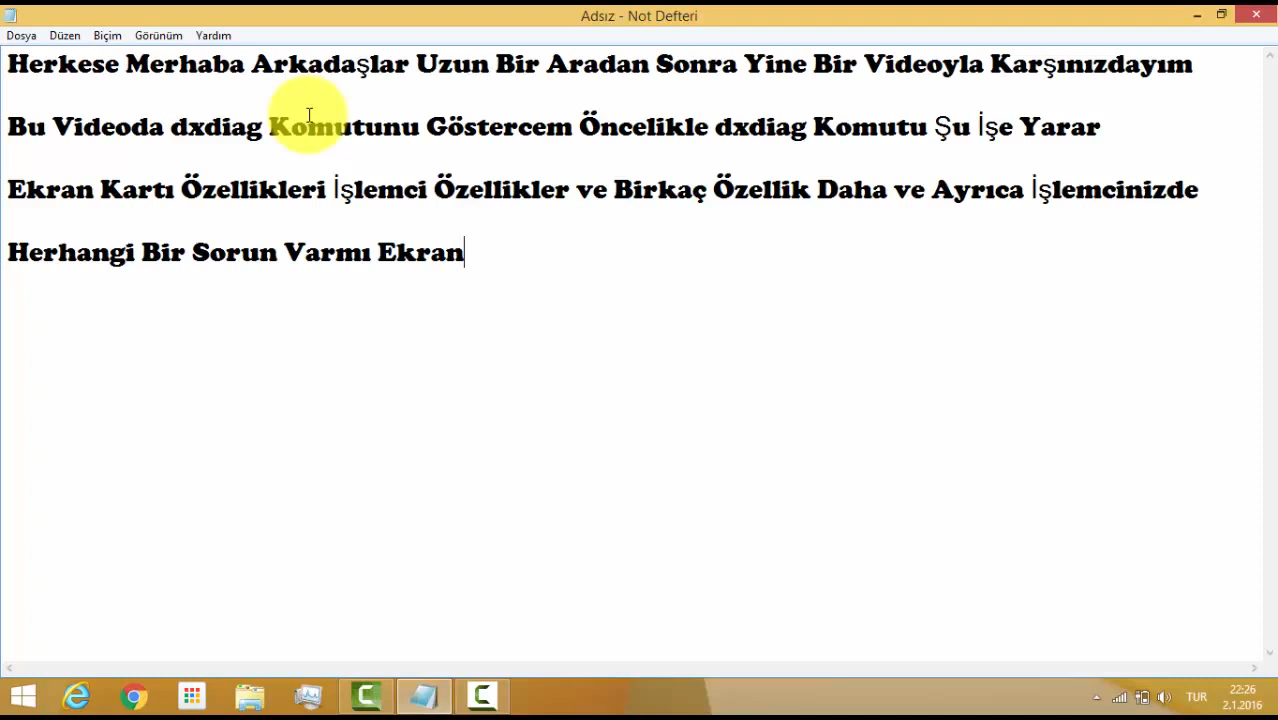 Adsız - Not Defteri
Dosya Düzen Biçim Görünüm Yardım
Herkese Merhaba Arkadaşlar Uzun Bir Aradan Sonra Yine Bir Videoyla Karşınızdayım
Bu Videoda dxdiag Komutunu Göstercem Öncelikle dxdiag Komutu Şu İşe Yarar
Ekran Kartı Özellikleri İşlemci Özellikler ve Birkaç Özellik Daha ve Ayrıca İşlemcinizde
Herhangi Bir Sorun Varmı Ekran
TUR
22:26
2.1.2016